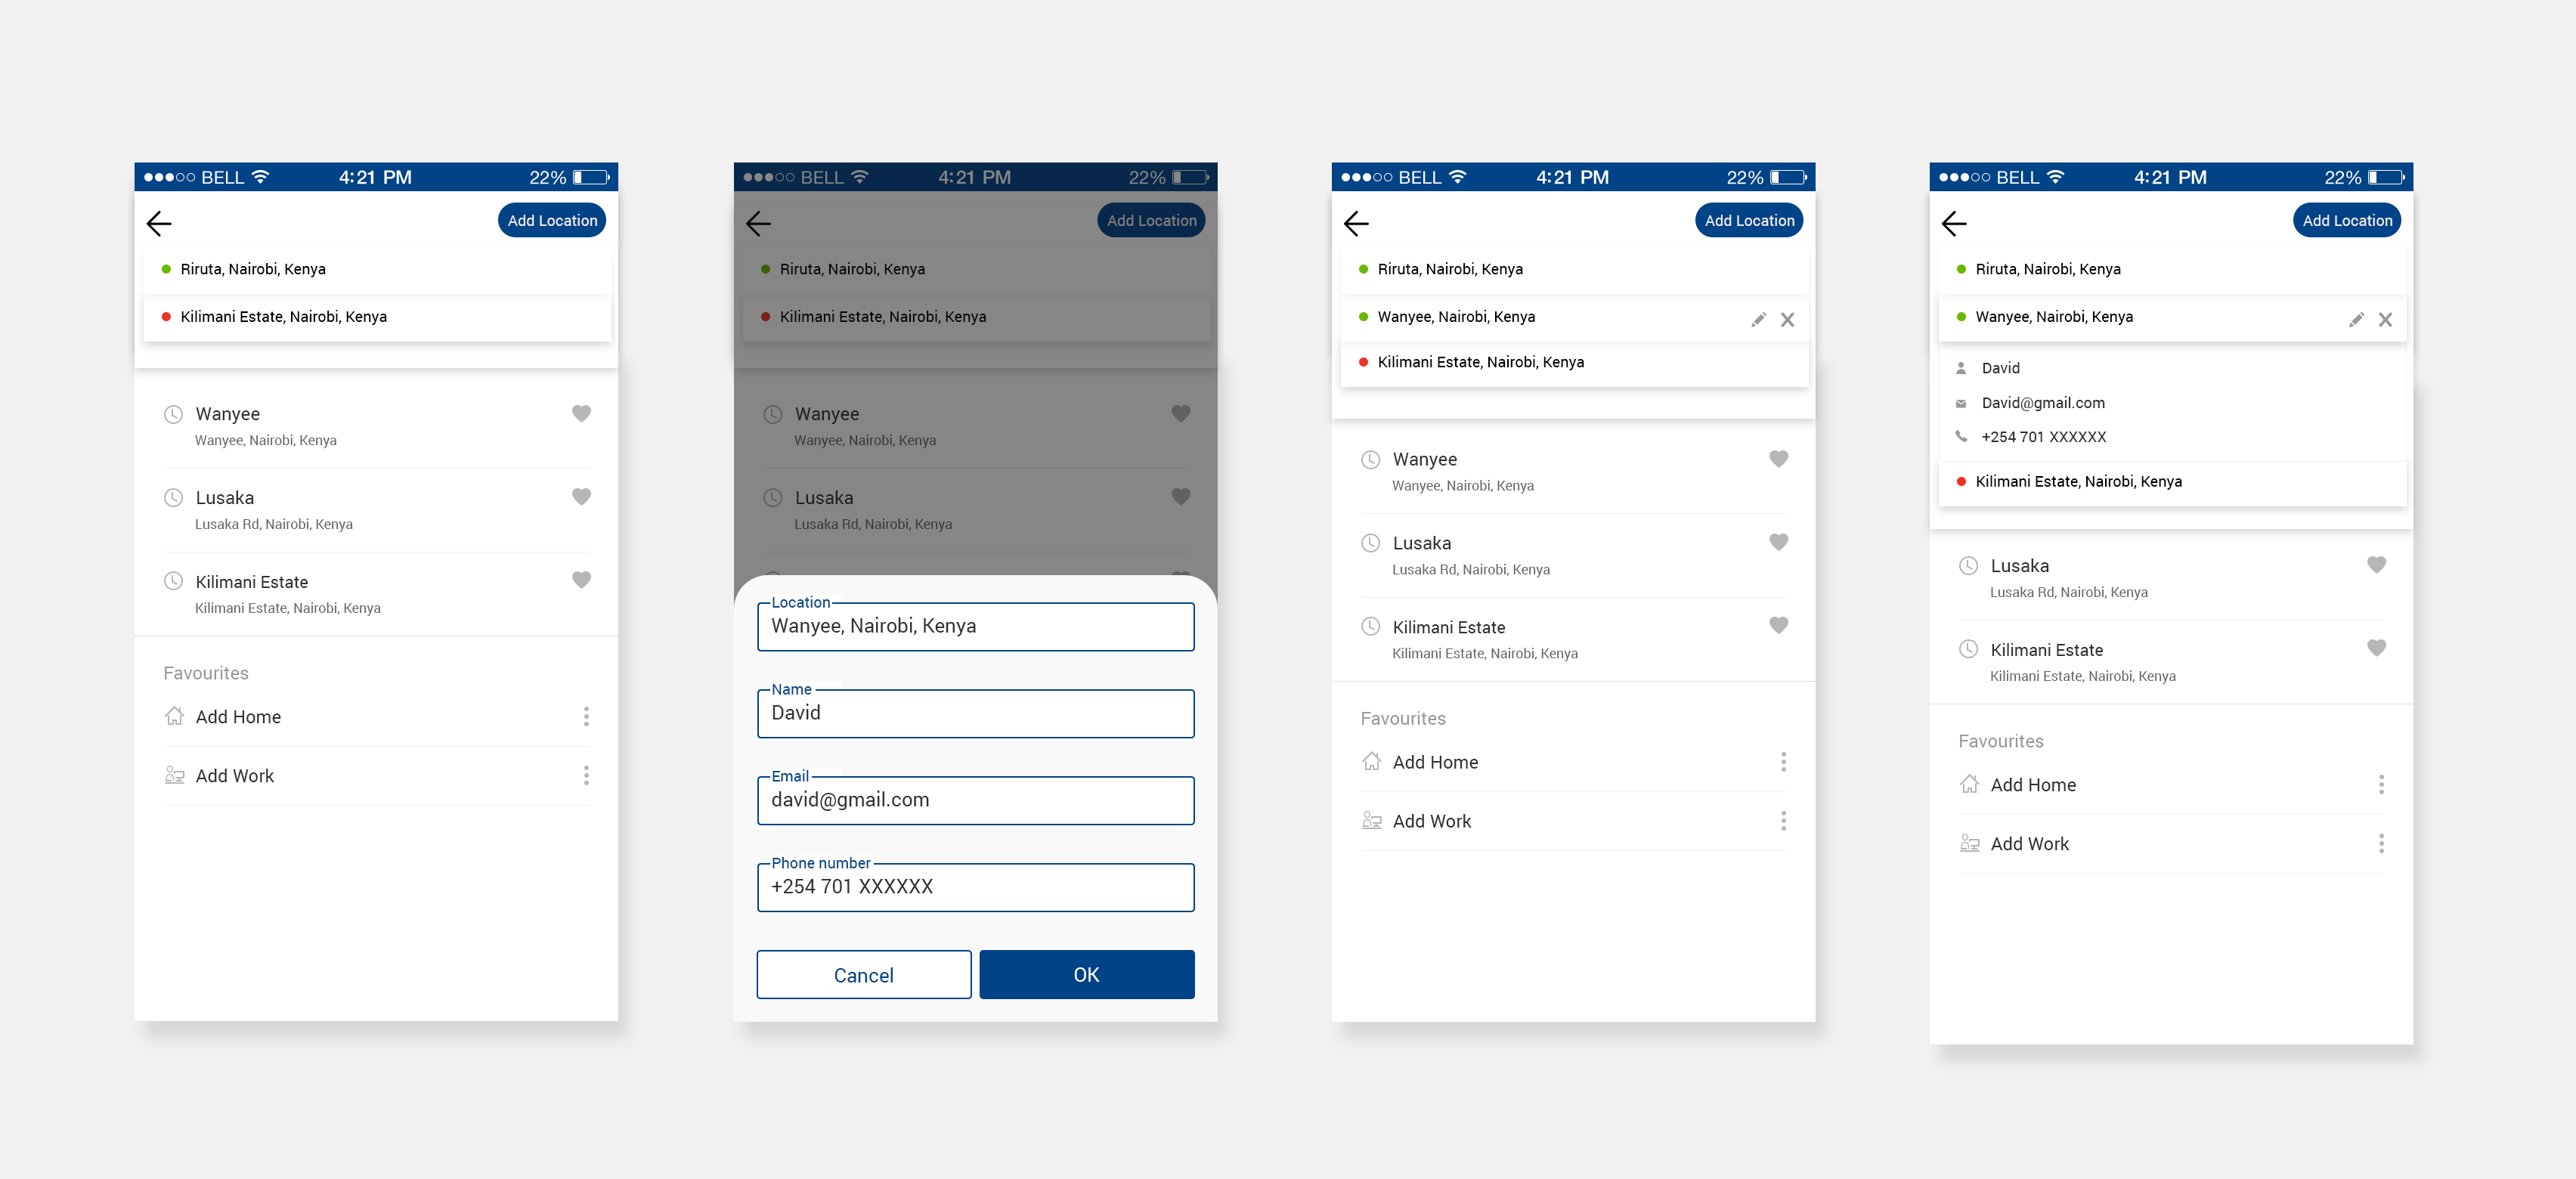 BELL 4:21 PM 22%
Add Location
Riruta, Nairobi, Kenya
Kilimani Estate, Nairobi, Kenya
Wanyee
Wanyee, Nairobi, Kenya
Lusaka
Lusaka Rd, Nairobi, Kenya
Kilimani Estate
Kilimani Estate, Nairobi, Kenya
Favourites
Add Home
Add Work
BELL 4:21 PM 22%
Add Location
Riruta, Nairobi, Kenya
Kilimani Estate, Nairobi, Kenya
Wanyee
Wanyee, Nairobi, Kenya
Lusaka
Lusaka Rd, Nairobi, Kenya
Location
Wanyee, Nairobi, Kenya
Name
David
Email
david@gmail.com
Phone number
+254 701 XXXXXX
Cancel OK
BELL 4:21 PM 22%
Add Location
Riruta, Nairobi, Kenya
Wanyee, Nairobi, Kenya
Kilimani Estate, Nairobi, Kenya
Wanyee
Wanyee, Nairobi, Kenya
Lusaka
Lusaka Rd, Nairobi, Kenya
Kilimani Estate
Kilimani Estate, Nairobi, Kenya
Favourites
Add Home
Add Work
BELL 4:21 PM 22%
Add Location
Riruta, Nairobi, Kenya
Wanyee, Nairobi, Kenya
David
David@gmail.com
+254 701 XXXXXX
Kilimani Estate, Nairobi, Kenya
Lusaka
Lusaka Rd, Nairobi, Kenya
Kilimani Estate
Kilimani Estate, Nairobi, Kenya
Favourites
Add Home
Add Work